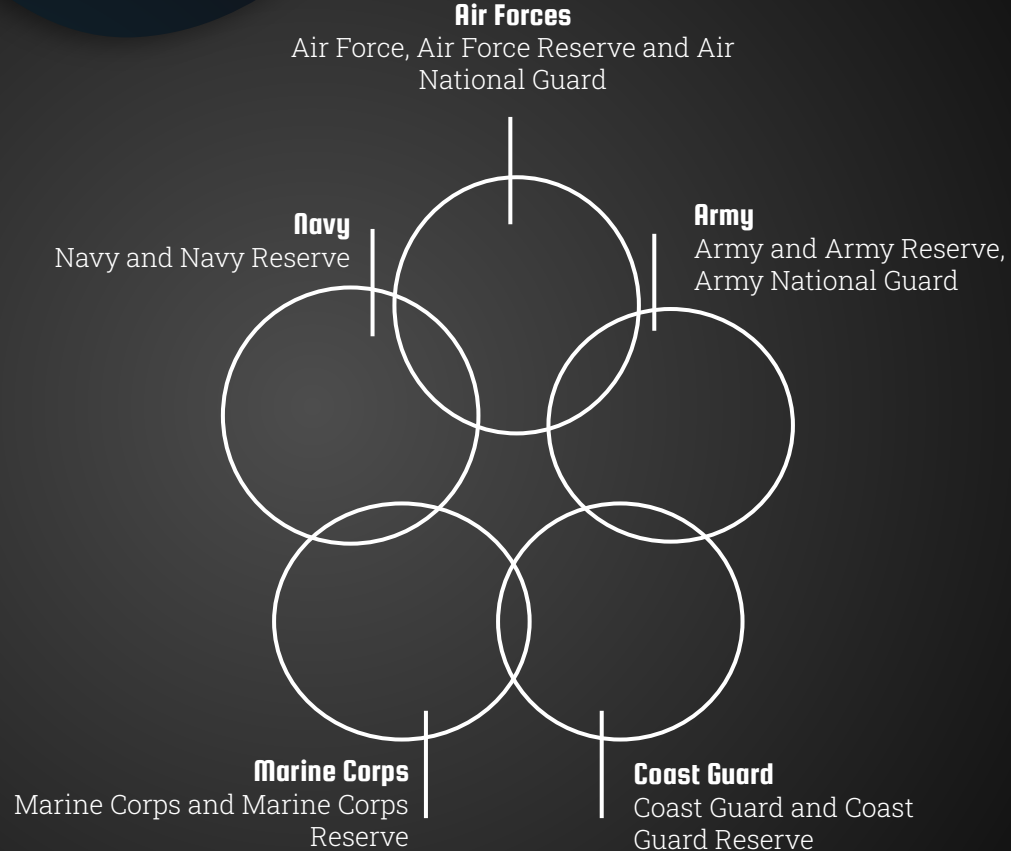 Air Forces
Air Force, Air Force Reserve and Air
National Guard
Navy
Navy and Navy Reserve
Army
Army and Army Reserve,
Army National Guard
Marine Corps
Marine Corps and Marine Corps
Reserve
Coast Guard
Coast Guard and Coast
Guard Reserve